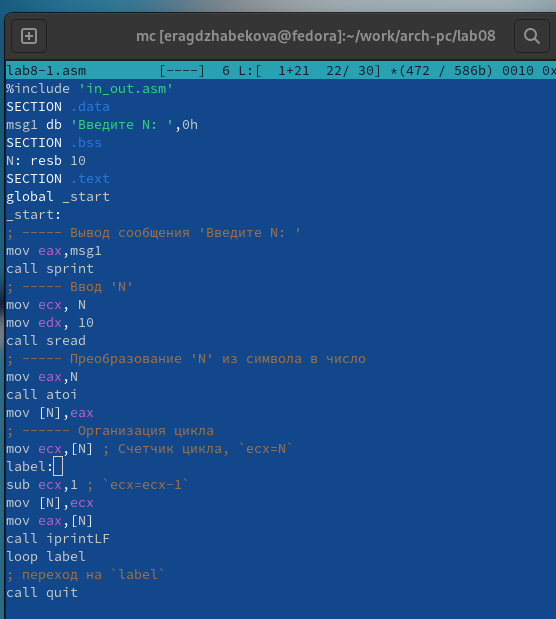 mc [eragdzhabekova@fedora]:~/work/arch-pc/lab08
lab8-1.asm [----] 6 L:[ 1+21 22/ 30] *(472 / 586b) 0010 0x
%include 'in_out.asm'
SECTION .data
msg1 db 'Введите N: ',0h
SECTION .bss
N: resb 10
SECTION .text
global _start
_start:
; ----- Вывод сообщения 'Введите N: '
mov eax,msg1
call sprint
; ----- Ввод 'N'
mov ecx, N
mov edx, 10
call sread
; ----- Преобразование 'N' из символа в число
mov eax,N
call atoi
mov [N],eax
; ------ Организация цикла
mov ecx,[N] ; Счетчик цикла, `ecx=N`
label:
sub ecx,1 ; `ecx=ecx-1`
mov [N],ecx
mov eax,[N]
call iprintLF
loop label
; переход на `label`
call quit